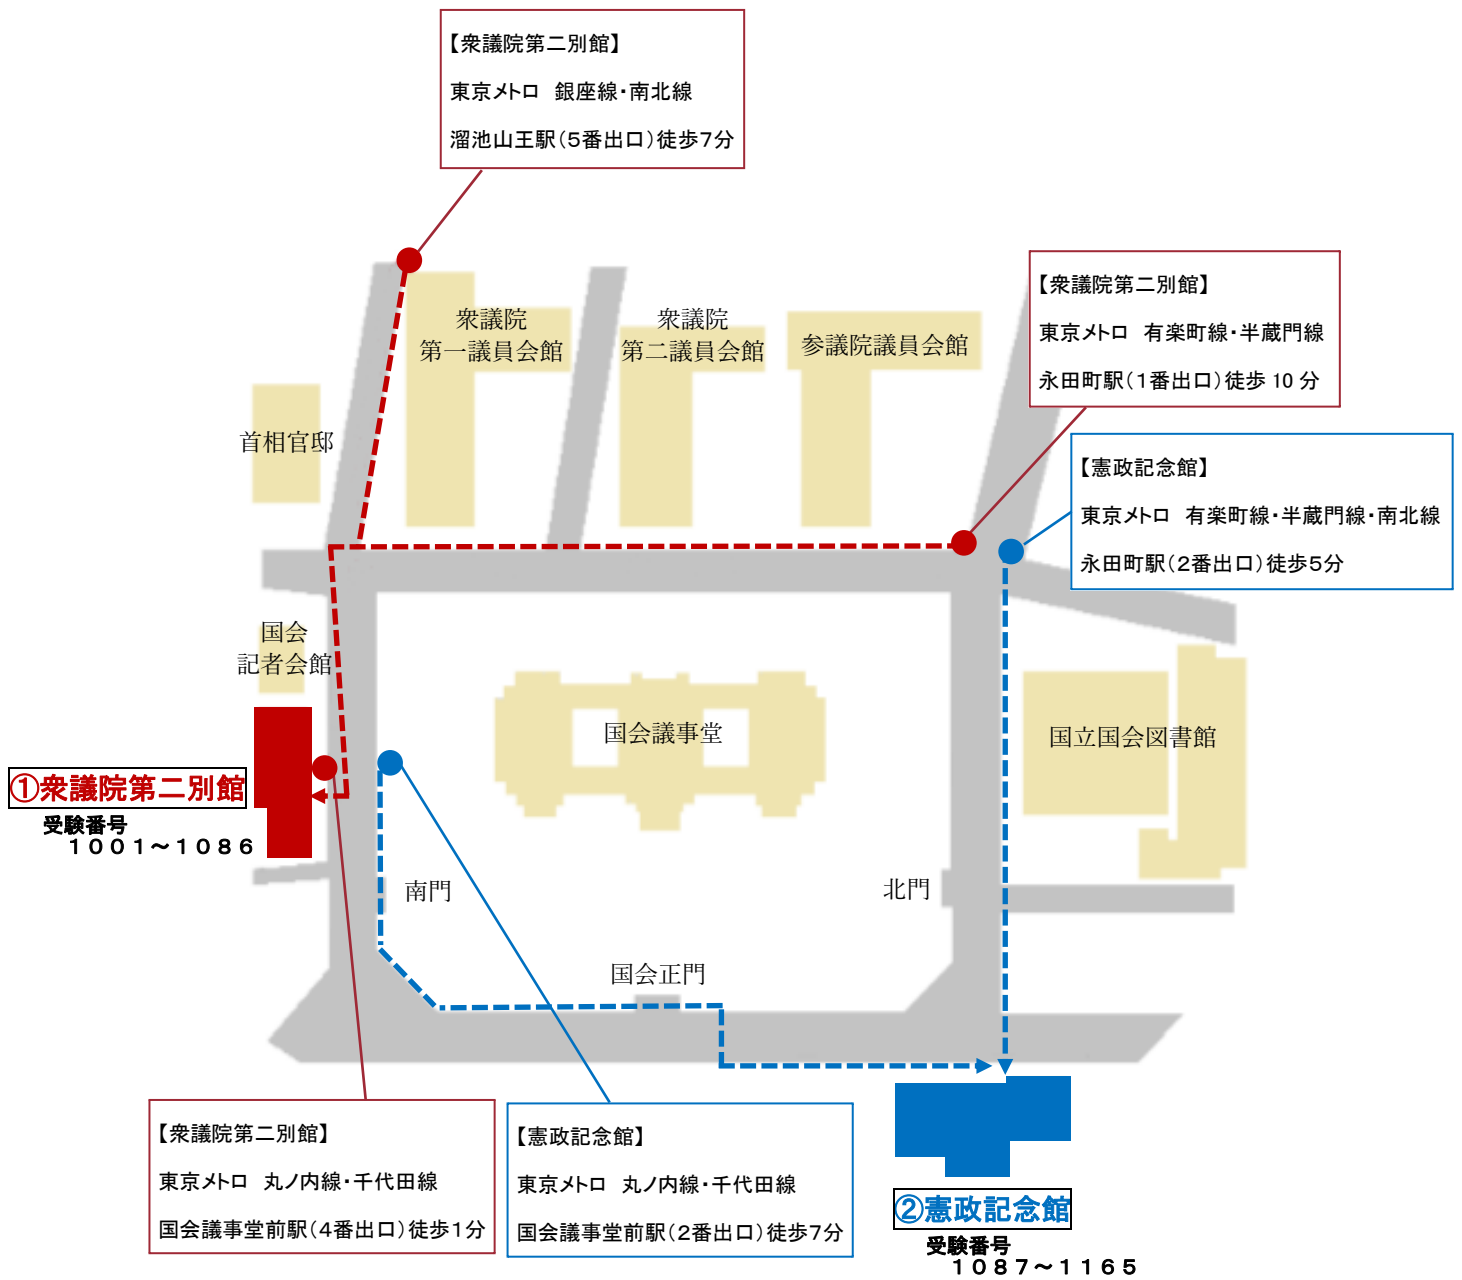 【衆議院第二別館】
東京メトロ　銀座線・南北線
溜池山王駅（５番出口）徒歩７分
【衆議院第二別館】
東京メトロ　有楽町線・半蔵門線
永田町駅（１番出口）徒歩 10 分
衆議院
第一議員会館
衆議院
第二議員会館
参議院議員会館
首相官邸
【憲政記念館】
東京メトロ　有楽町線・半蔵門線・南北線
永田町駅（２番出口）徒歩５分
国会
記者会館
国会議事堂
国立国会図書館
①衆議院第二別館
受験番号
１００１～１０８６
南門
北門
国会正門
【衆議院第二別館】
東京メトロ　丸ノ内線・千代田線
国会議事堂前駅（４番出口）徒歩１分
【憲政記念館】
東京メトロ　丸ノ内線・千代田線
国会議事堂前駅（２番出口）徒歩７分
②憲政記念館
受験番号
１０８７～１１６５